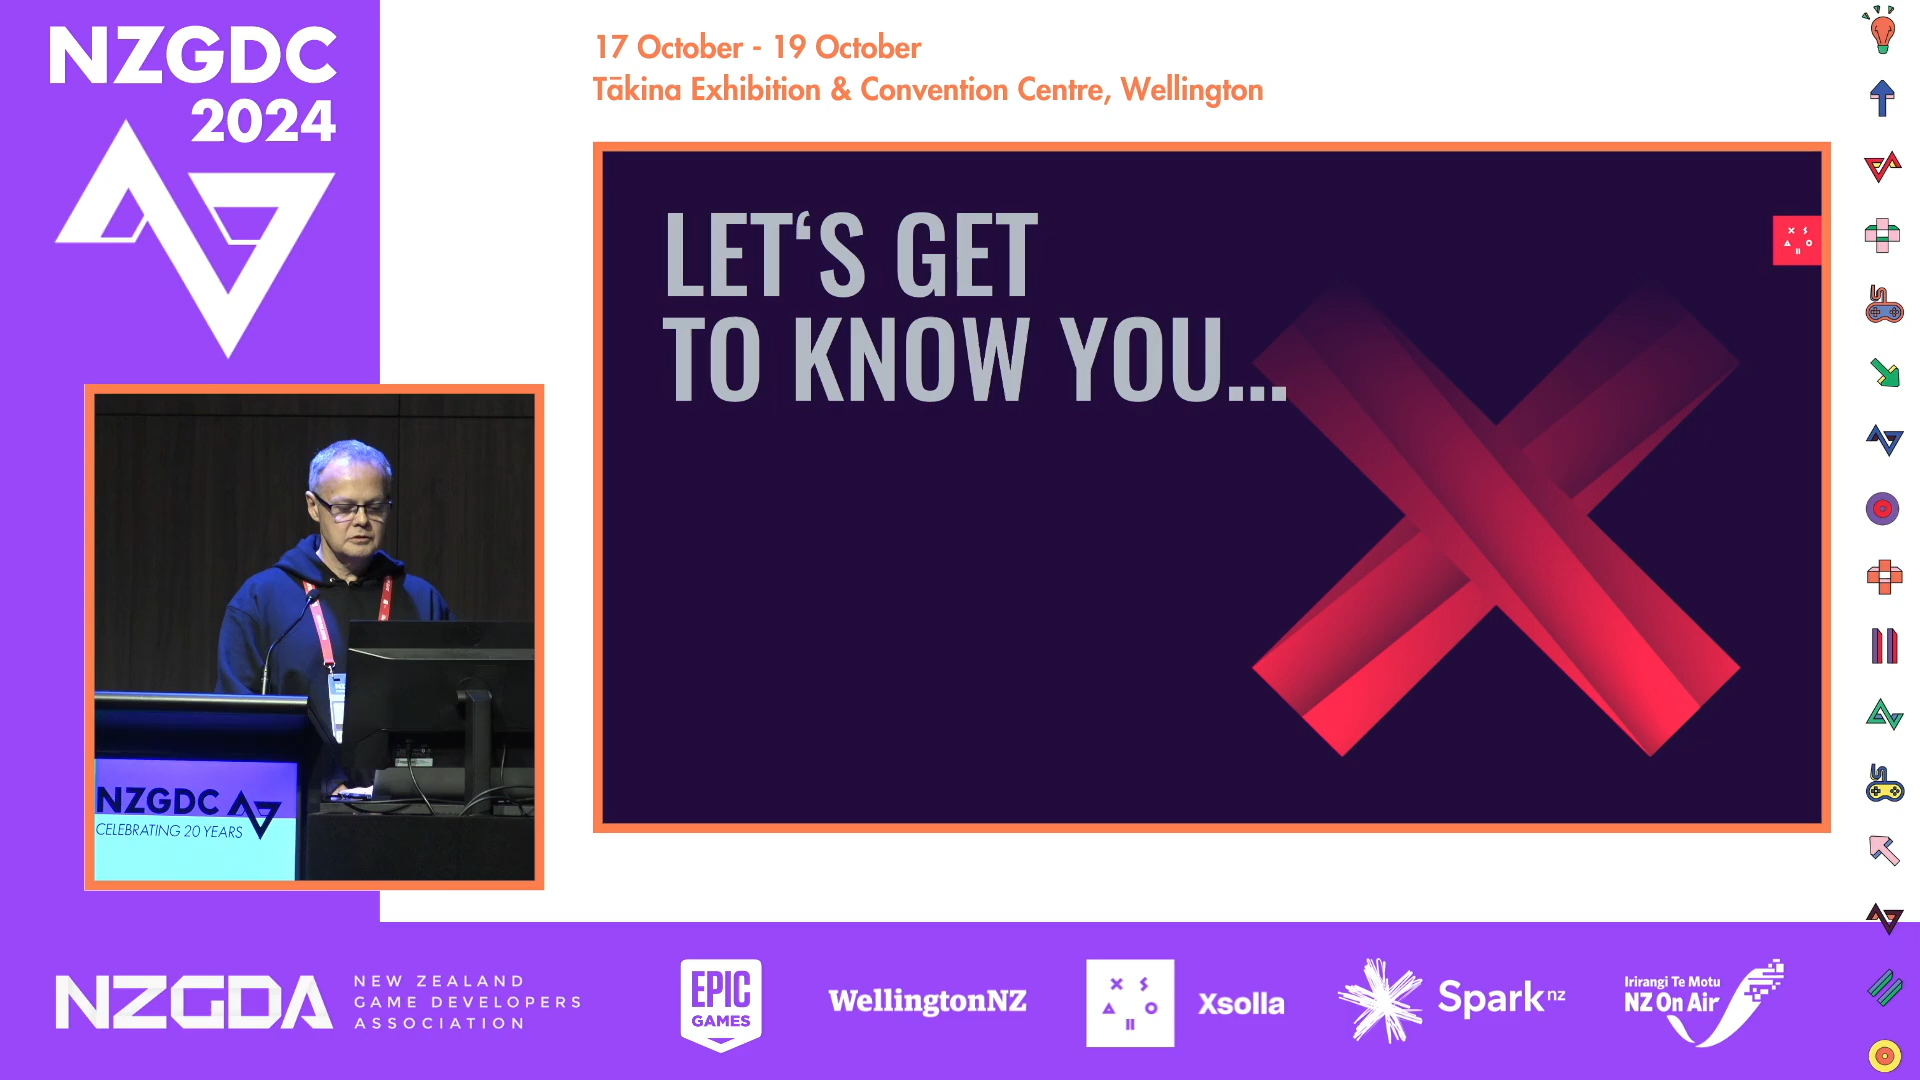 NZGDC
2024
17 October - 19 October
Tākina Exhibition & Convention Centre, Wellington
LET‘S GET
TO KNOW YOU...
X S
A O
II
NZGDC
CELEBRATING 20 YEARS
NZGDA
NEW ZEALAND
GAME DEVELOPERS
ASSOCIATION
EPIC
GAMES
WellingtonNZ
X S
A O
II
Xsolla
Spark nz
Irirangi Te Motu
NZ On Air